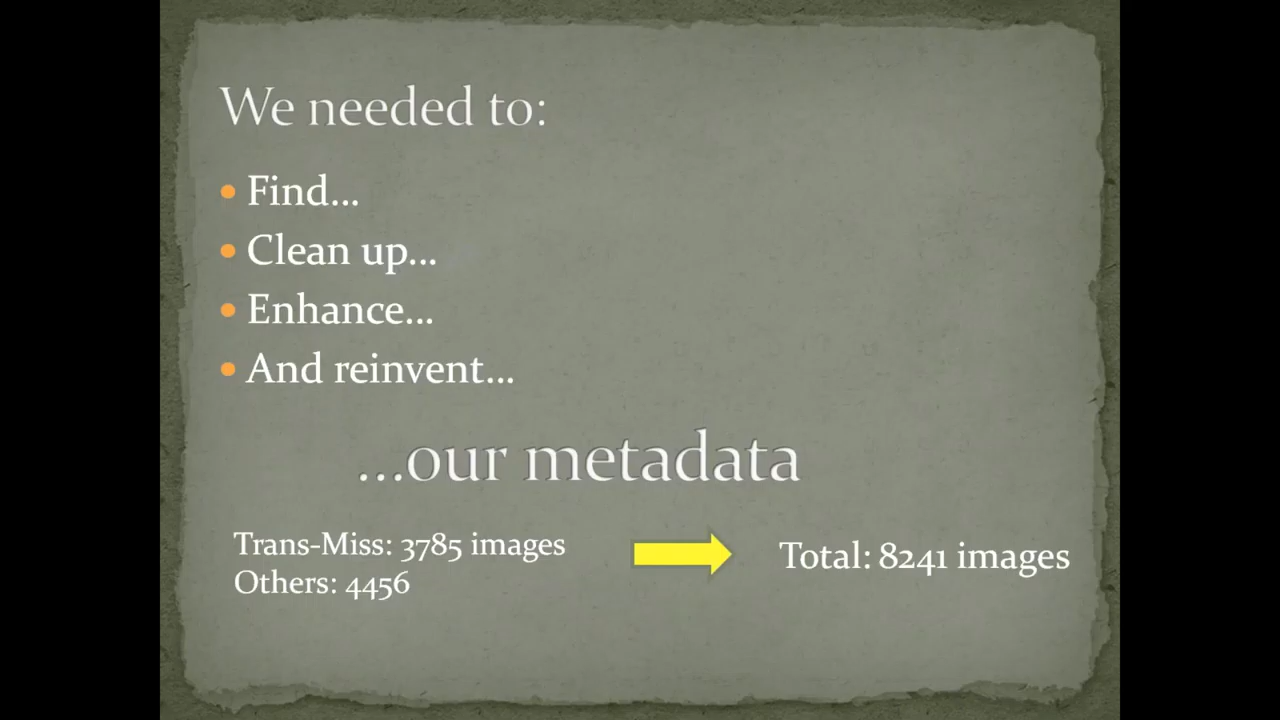 We needed to:
• Find...
• Clean up...
• Enhance...
• And reinvent...
...our metadata
Trans-Miss: 3785 images
Others: 4456
Total: 8241 images